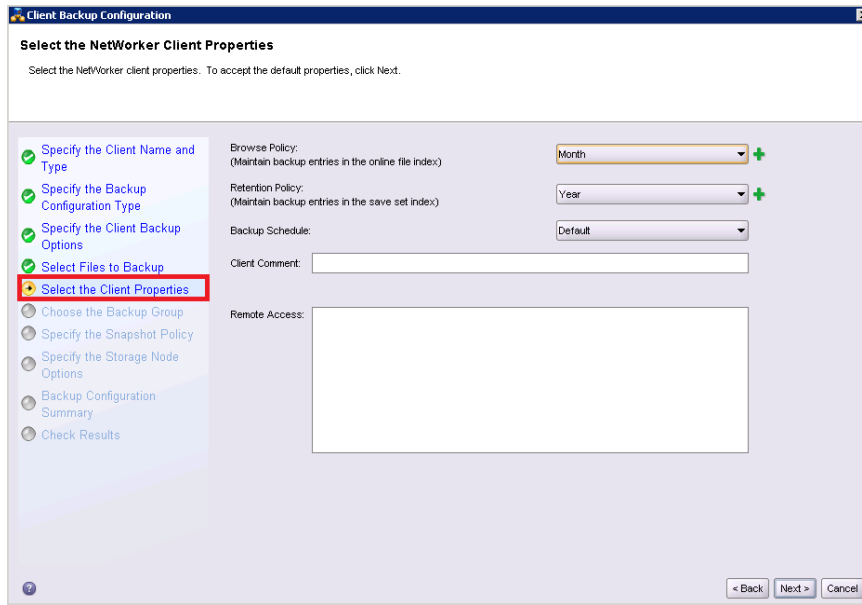 Client Backup Configuration
Select the NetWorker Client Properties
Select the NetWorker client properties. To accept the default properties, click Next.
Specify the Client Name and
Type
Specify the Backup
Configuration Type
Specify the Client Backup
Options
Select Files to Backup
Select the Client Properties
Choose the Backup Group
Specify the Snapshot Policy
Specify the Storage Node
Options
Backup Configuration
Summary
Check Results
Browse Policy:
(Maintain backup entries in the online file index)
Month
Retention Policy:
(Maintain backup entries in the save set index)
Year
Backup Schedule:
Default
Client Comment:
Remote Access:
?
< Back
Next >
Cancel